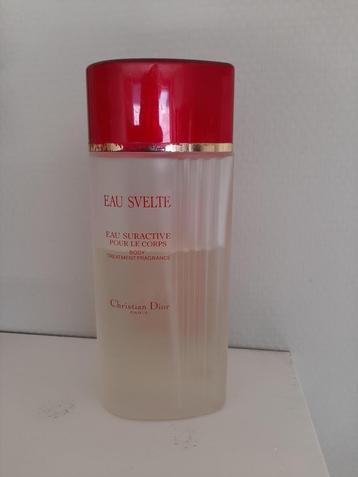 EAU SVELTE
EAU SURACTIVE
POUR LE CORPS
BODY
TREATMENT FRAGRANCE
Christian Dior
PARIS